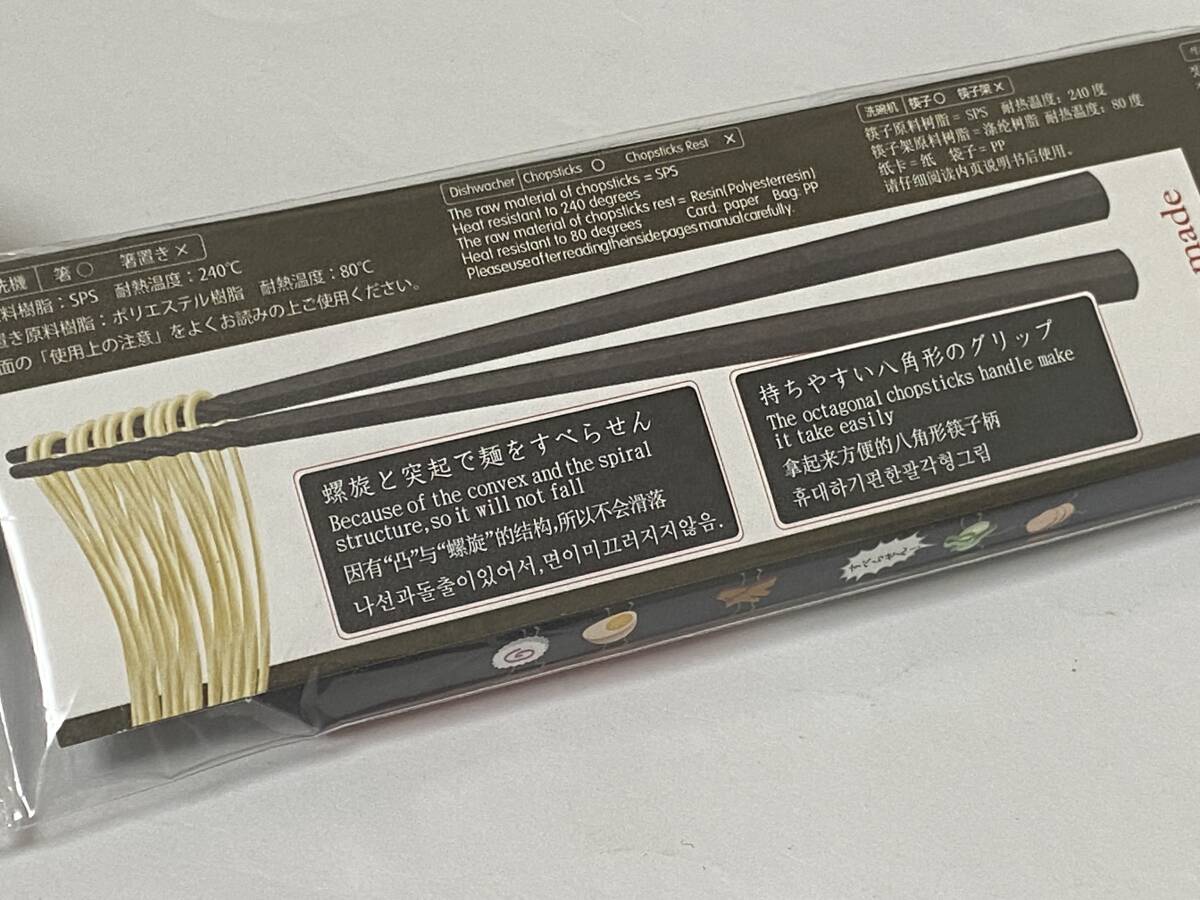 洗機 箸○ 箸置き×
料樹脂：SPS 耐熱温度：240℃
置き原料樹脂：ポリエステル樹脂 耐熱温度：80℃
面の「使用上の注意」をよくお読みの上ご使用ください。
Dishwacher Chopsticks ○ Chopsticks Rest ×
The raw material of chopsticks = SPS
Heat resistant to 240 degrees
The raw material of chopsticks rest = Resin(Polyesterresin)
Heal resistant to 80 degrees Card: paper Bag: PP
Pleaseuseafterreadingtheinsidepagesmanualcarefully.
洗碗机 筷子○ 筷子架×
筷子原料树脂 = SPS 耐热温度：240度
筷子架原料树脂 = 涤纶树脂 耐热温度：80度
纸卡 = 纸 袋子 = PP
请仔细阅读内页说明书后使用。
made
螺旋と突起で麺をすべらせん
Because of the convex and the spiral
structure,so it will not fall
因有“凸”与“螺旋”的结构,所以不会滑落
나선과돌출이있어서,면이미끄러지지않음.
持ちやすい八角形のグリップ
The octagonal chopsticks handle make
it take easily
拿起来方便的八角形筷子柄
휴대하기편한팔각형그립
すべらせんー!